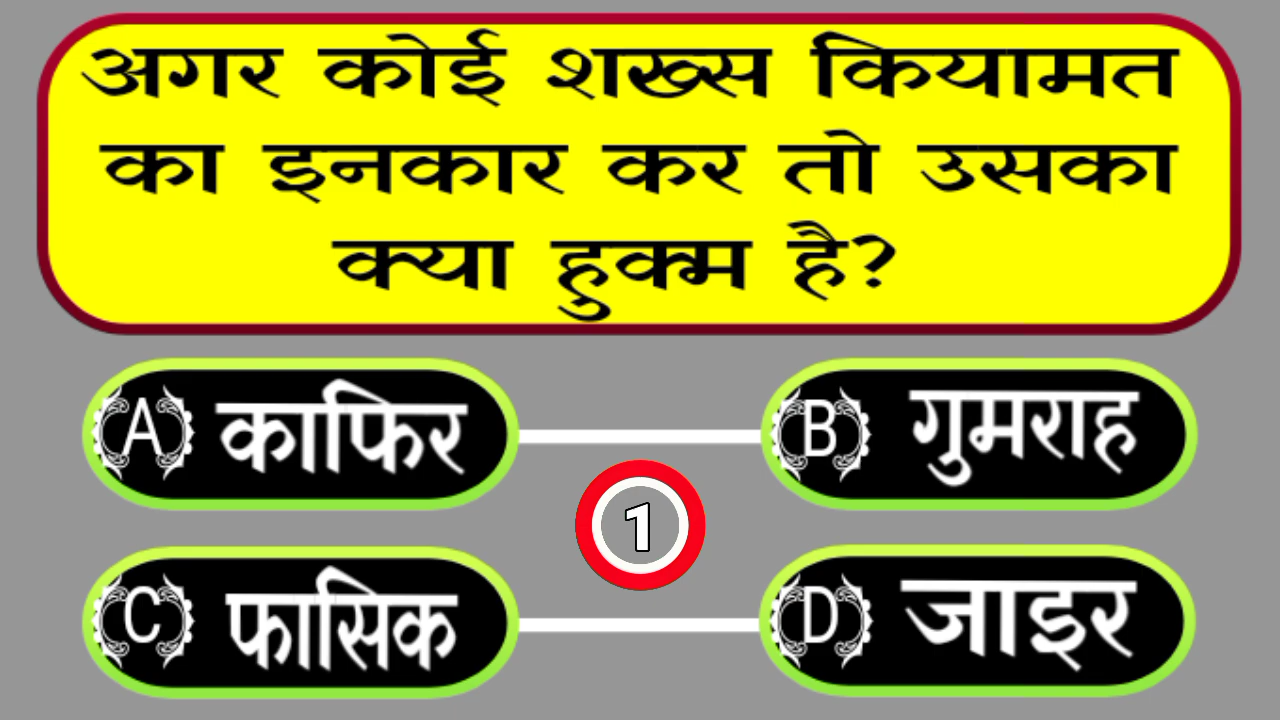 अगर कोई शख्स कियामत
का इनकार कर तो उसका
क्या हुक्म है?
A काफिर
B गुमराह
1
C फासिक
D जाइर